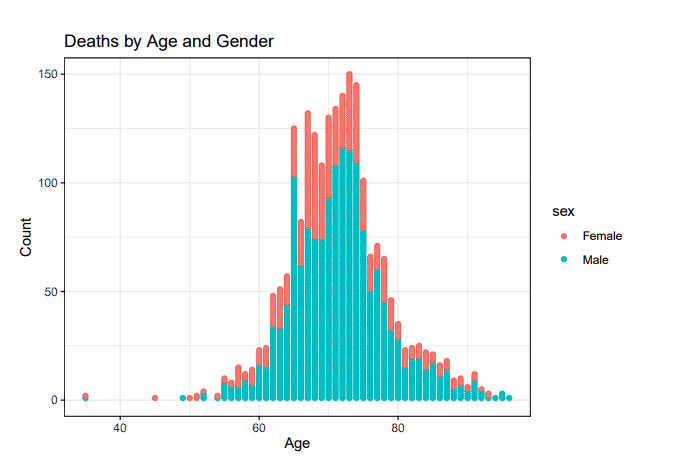 Deaths by Age and Gender
150
100
50
0
Count
40 60 80
Age
sex
Female
Male